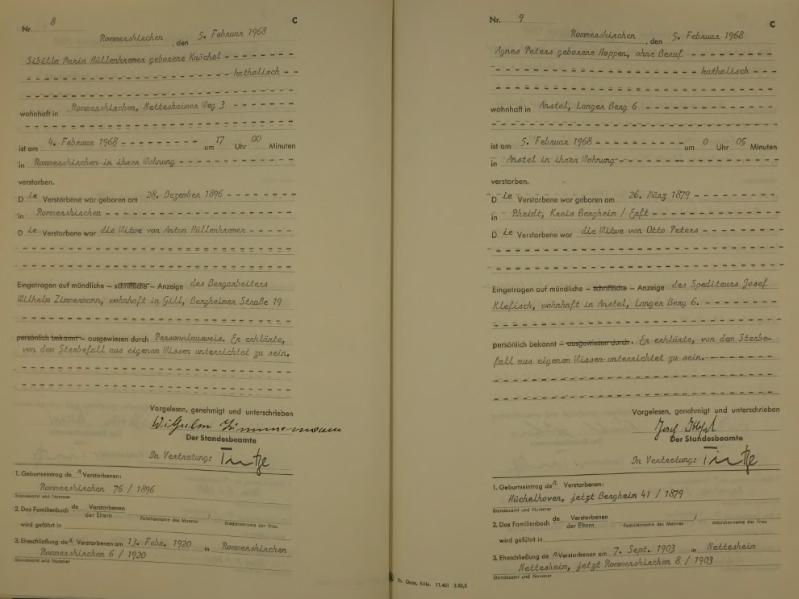 Nr. 8
C
Rommerskirchen, den 5. Februar 1968
Sibilla Maria Müllenkremer geborene Küchel
katholisch
wohnhaft in Rommerskirchen, Nettesheimer Weg 3
ist am 4. Februar 1968 um 17 Uhr 00 Minuten
in Rommerskirchen in ihrer Wohnung
verstorben.
Die Verstorbene war geboren am 28. Dezember 1896
in Rommerskirchen
Die Verstorbene war die Witwe von Anton Müllenkremer
Eingetragen auf mündliche – schriftliche – Anzeige des Bergarbeiters
Wilhelm Zimmermann, wohnhaft in Gill, Bergheimer Straße 19
persönlich bekannt – ausgewiesen durch Personalausweis. Er erklärte,
von dem Sterbefall aus eigenem Wissen unterrichtet zu sein.
Vorgelesen, genehmigt und unterschrieben
Wilhelm Zimmermann
Der Standesbeamte
In Vertretung:
1. Geburtseintrag der Verstorbenen:
Rommerskirchen 76 / 1896
Standesamt und Nummer
2. Das Familienbuch de Verstorbenen
der Eltern
Familienname des Mannes
Mädchenname der Frau
wird geführt in
3. Eheschließung der Verstorbenen am 13. Febr. 1920 in Rommerskirchen
Rommerskirchen 6 / 1920
Standesamt und Nummer
Nr. 9
C
Rommerskirchen, den 5. Februar 1968
Agnes Peters geborene Hoppen, ohne Beruf
katholisch
wohnhaft in Anstel, Langer Berg 6
ist am 5. Februar 1968 um 0 Uhr 05 Minuten
in Anstel in ihrer Wohnung
verstorben.
Die Verstorbene war geboren am 26. März 1879
in Rheidt, Kreis Bergheim / Erft
Die Verstorbene war die Witwe von Otto Peters
Eingetragen auf mündliche – schriftliche – Anzeige des Spediteurs Josef
Klefisch, wohnhaft in Anstel, Langer Berg 6.
persönlich bekannt – ausgewiesen durch. Er erklärte, von dem Sterbe-
fall aus eigenem Wissen unterrichtet zu sein.
Vorgelesen, genehmigt und unterschrieben
Der Standesbeamte
In Vertretung:
1. Geburtseintrag der Verstorbenen:
Hüchelhoven, jetzt Bergheim 41 / 1879
Standesamt und Nummer
2. Das Familienbuch de Verstorbenen
der Eltern
Familienname des Mannes
Mädchenname der Frau
wird geführt in
3. Eheschließung der Verstorbenen am 7. Sept. 1903 in Nettesheim
Nettesheim, jetzt Rommerskirchen 8 / 1903
Standesamt und Nummer